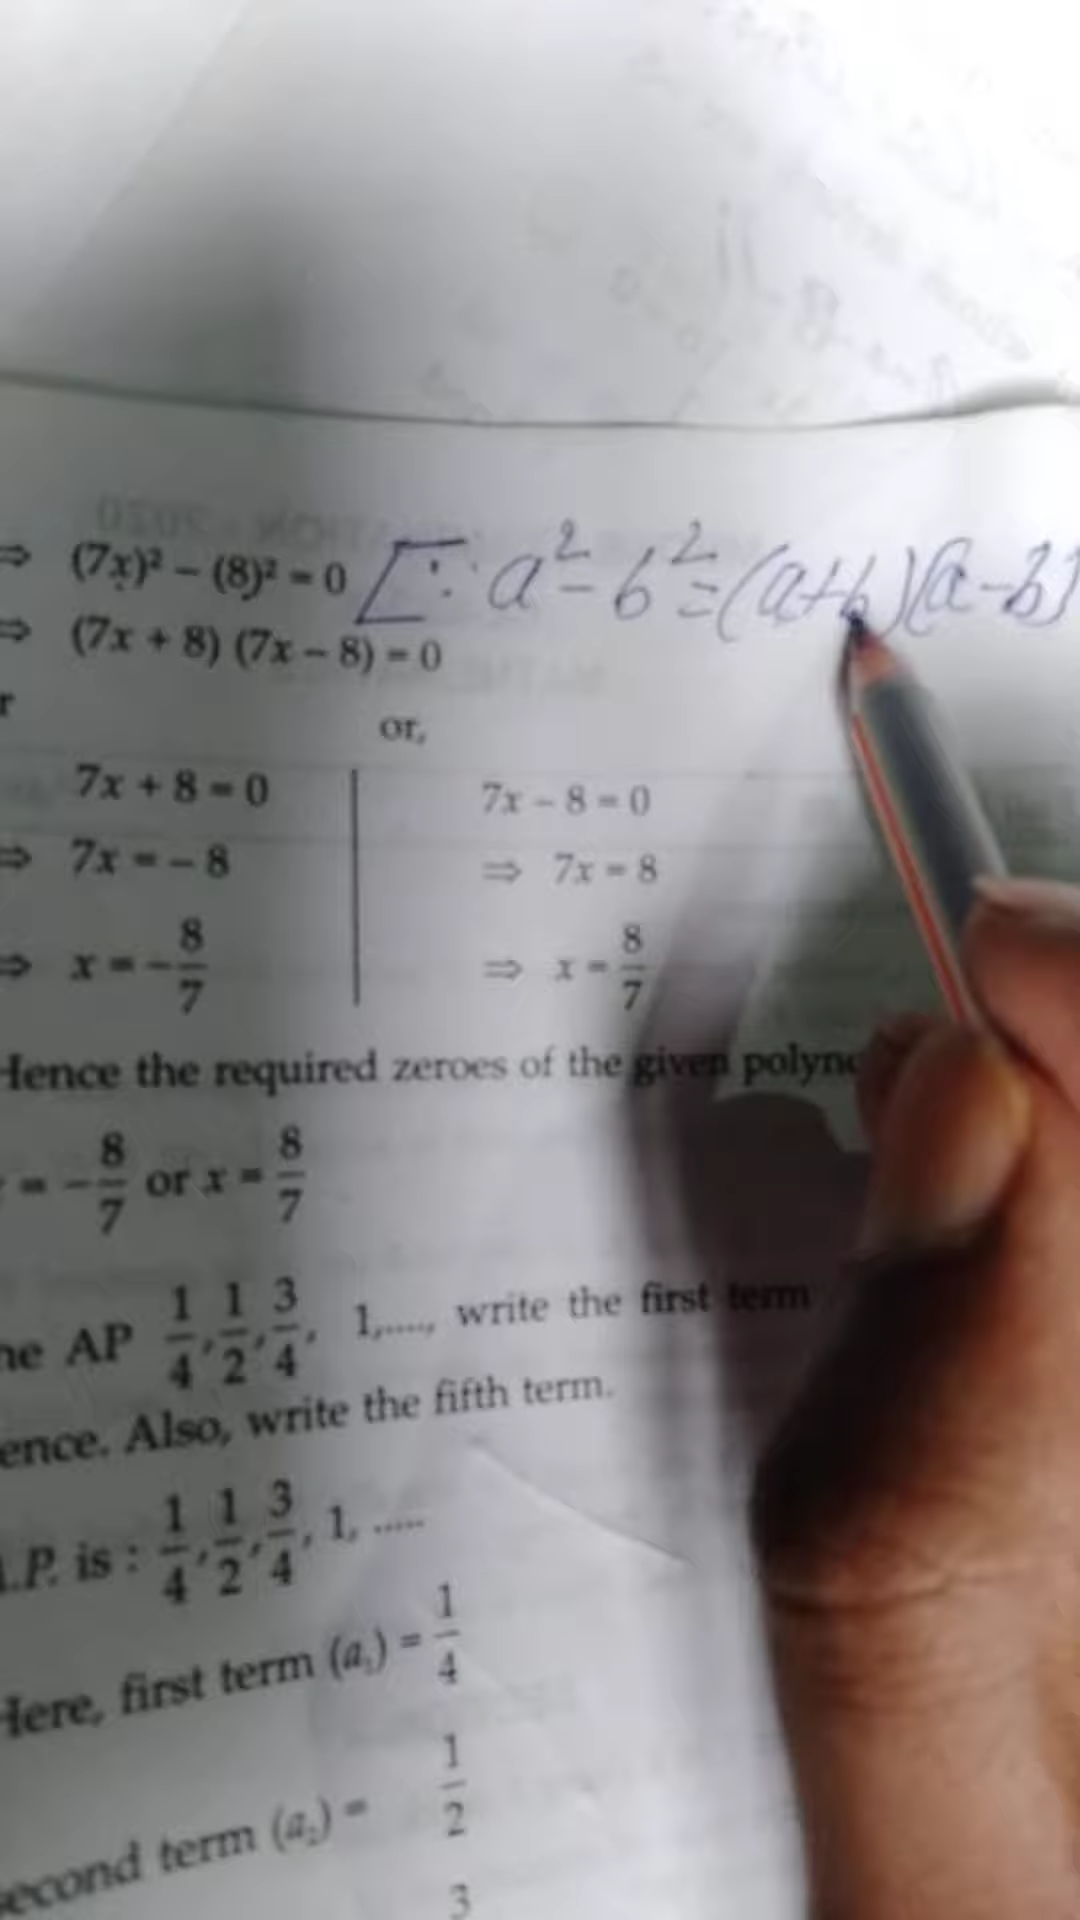 ⇒ (7x)² – (8)² = 0 [∵ a² - b² = (a+b)(a-b)]
⇒ (7x + 8) (7x – 8) = 0
r
or,
7x + 8 = 0
7x – 8 = 0
⇒ 7x = – 8
⇒ 7x = 8
⇒ x = – 8/7
⇒ x = 8/7
Hence the required zeroes of the given polyno
= – 8/7 or x = 8/7
he AP 1/4, 1/2, 3/4, 1,...., write the first term
ence. Also, write the fifth term.
A.P. is : 1/4, 1/2, 3/4, 1, .....
Here, first term (a₁) = 1/4
second term (a₂) = 1/2
3